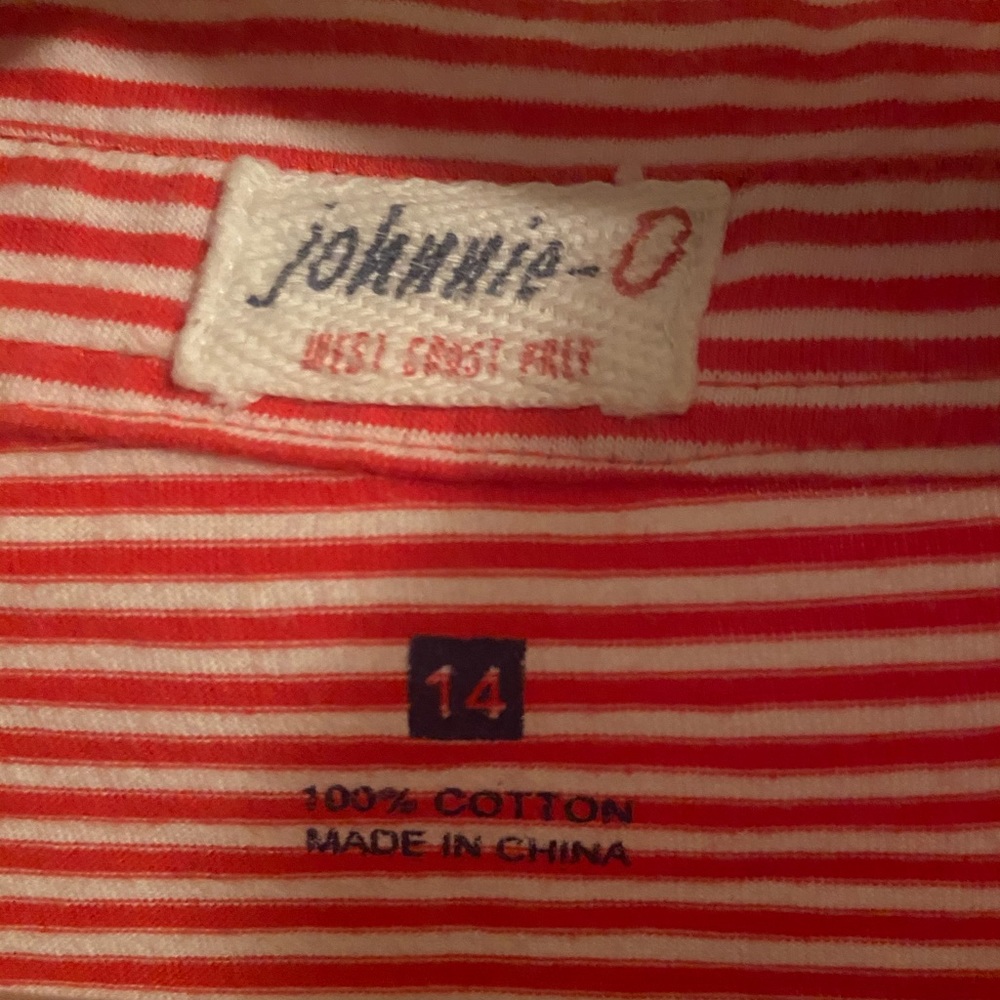 johnnie-O
WEST COAST PREP
14
100% COTTON
MADE IN CHINA